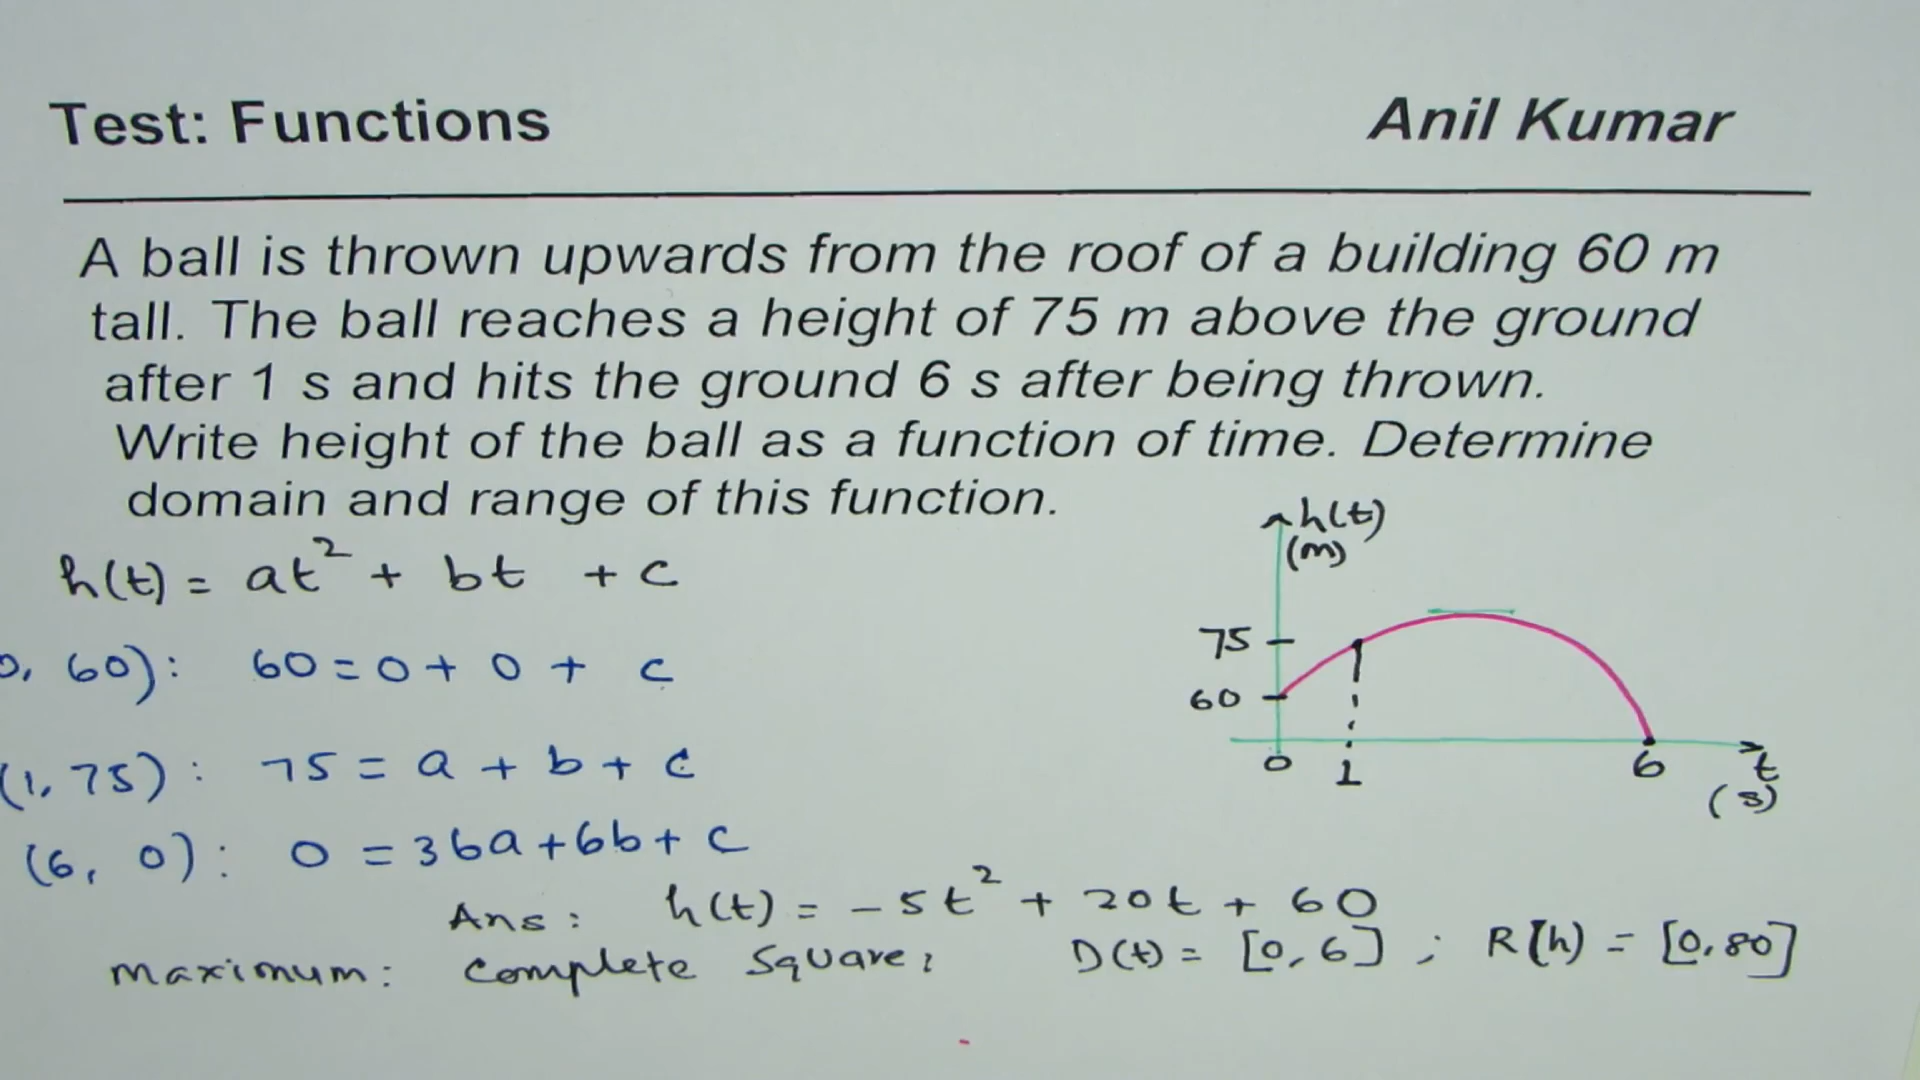 Test: Functions Anil Kumar
A ball is thrown upwards from the roof of a building 60 m
tall. The ball reaches a height of 75 m above the ground
after 1 s and hits the ground 6 s after being thrown.
Write height of the ball as a function of time. Determine
domain and range of this function.
h(t)
(m)
h(t) = at² + bt + c
75
60
0, 60): 60 = 0 + 0 + c
(1, 75): 75 = a + b + c
0 1 6 t
(s)
(6, 0): 0 = 36a + 6b + c
Ans: h(t) = -5t² + 20t + 60
maximum: Complete Square; D(t) = [0, 6] ; R(h) = [0, 80]